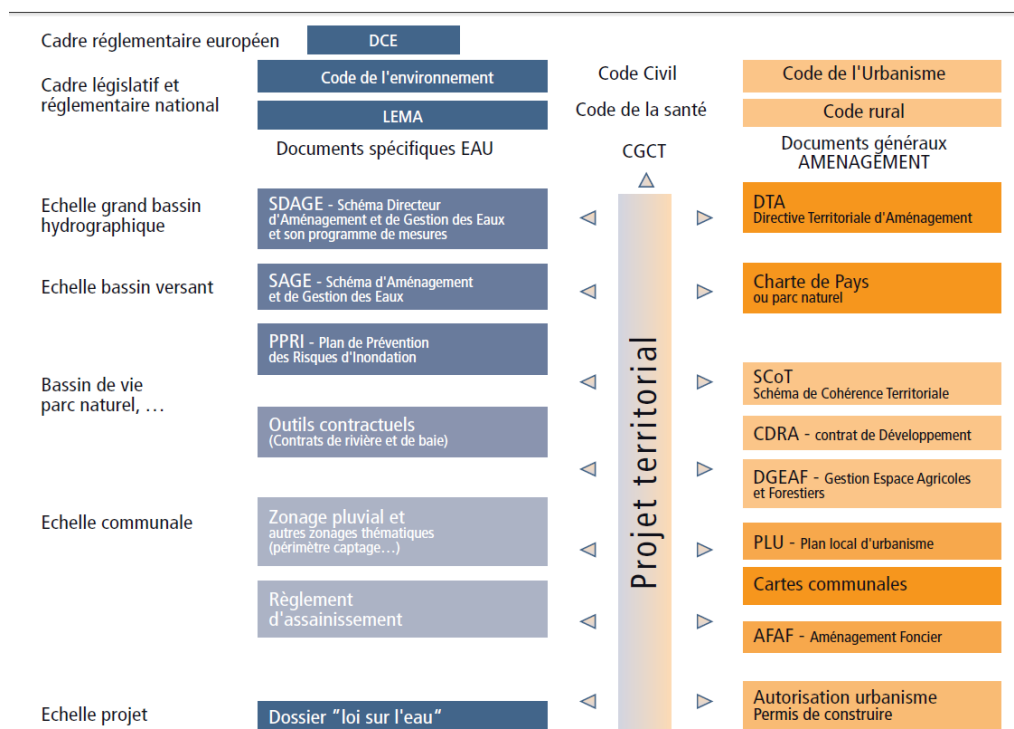 Cadre réglementaire européen
DCE
Cadre législatif et
réglementaire national
Code de l'environnement
Code Civil
Code de l'Urbanisme
LEMA
Code de la santé
Code rural
Documents spécifiques EAU
CGCT
Documents généraux
AMENAGEMENT
Echelle grand bassin
hydrographique
SDAGE - Schéma Directeur
d'Aménagement et de Gestion des Eaux
et son programme de mesures
DTA
Directive Territoriale d'Aménagement
Echelle bassin versant
SAGE - Schéma d'Aménagement
et de Gestion des Eaux
Charte de Pays
ou parc naturel
PPRI - Plan de Prévention
des Risques d'Inondation
Projet territorial
Bassin de vie
parc naturel, …
SCoT
Schéma de Cohérence Territoriale
Outils contractuels
(Contrats de rivière et de baie)
CDRA - contrat de Développement
DGEAF - Gestion Espace Agricoles
et Forestiers
Echelle communale
Zonage pluvial et
autres zonages thématiques
(périmètre captage…)
PLU - Plan local d'urbanisme
Cartes communales
Règlement
d'assainissement
AFAF - Aménagement Foncier
Echelle projet
Dossier "loi sur l'eau"
Autorisation urbanisme
Permis de construire